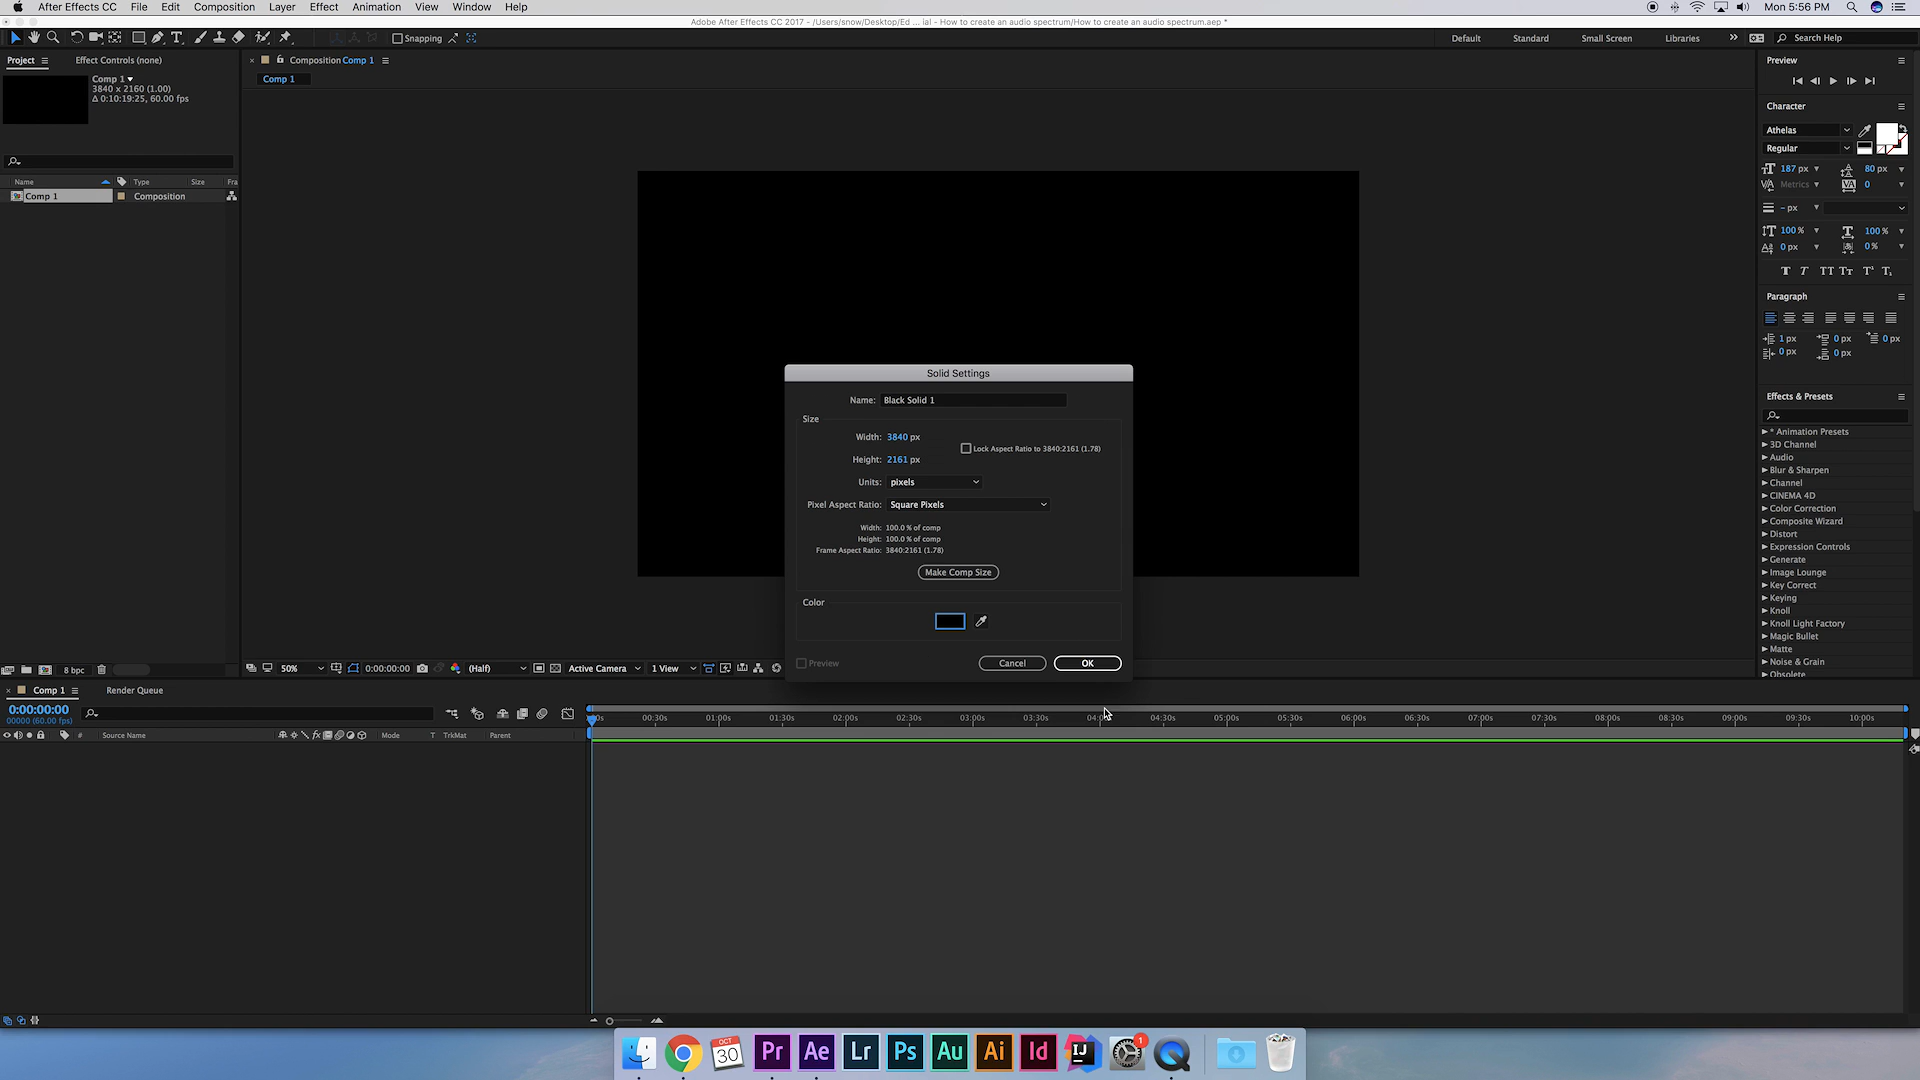 After Effects CC File Edit Composition Layer Effect Animation View Window Help Mon 5:56 PM
Adobe After Effects CC 2017 - /Users/snow/Desktop/Ed ... ial - How to create an audio spectrum/How to create an audio spectrum.aep *
Snapping Default Standard Small Screen Libraries Search Help
Project Effect Controls (none) Composition Comp 1 Preview
Comp 1
3840 x 2160 (1.00)
Δ 0:10:19:25, 60.00 fps
Comp 1
Character
Athelas
Regular
187 px 80 px
Metrics 0
- px
100 % 100 %
0 px 0 %
T T TT Tt T¹ T₁
Name Type Size Fra
Comp 1 Composition
Paragraph
1 px 0 px 0 px
0 px 0 px
Solid Settings
Name: Black Solid 1
Size
Width: 3840 px
Lock Aspect Ratio to 3840:2161 (1.78)
Height: 2161 px
Units: pixels
Pixel Aspect Ratio: Square Pixels
Width: 100.0 % of comp
Height: 100.0 % of comp
Frame Aspect Ratio: 3840:2161 (1.78)
Make Comp Size
Color
Preview Cancel OK
Effects & Presets
* Animation Presets
3D Channel
Audio
Blur & Sharpen
Channel
CINEMA 4D
Color Correction
Composite Wizard
Distort
Expression Controls
Generate
Image Lounge
Key Correct
Keying
Knoll
Knoll Light Factory
Magic Bullet
Matte
Noise & Grain
Obsolete
8 bpc 50% 0:00:00:00 (Half) Active Camera 1 View
Comp 1 Render Queue
0:00:00:00
00000 (60.00 fps)
00:30s 01:00s 01:30s 02:00s 02:30s 03:00s 03:30s 04:00s 04:30s 05:00s 05:30s 06:00s 06:30s 07:00s 07:30s 08:00s 08:30s 09:00s 09:30s 10:00s
# Source Name fx Mode T TrkMat Parent
OCT 30 Pr Ae Lr Ps Au Ai Id IJ 1